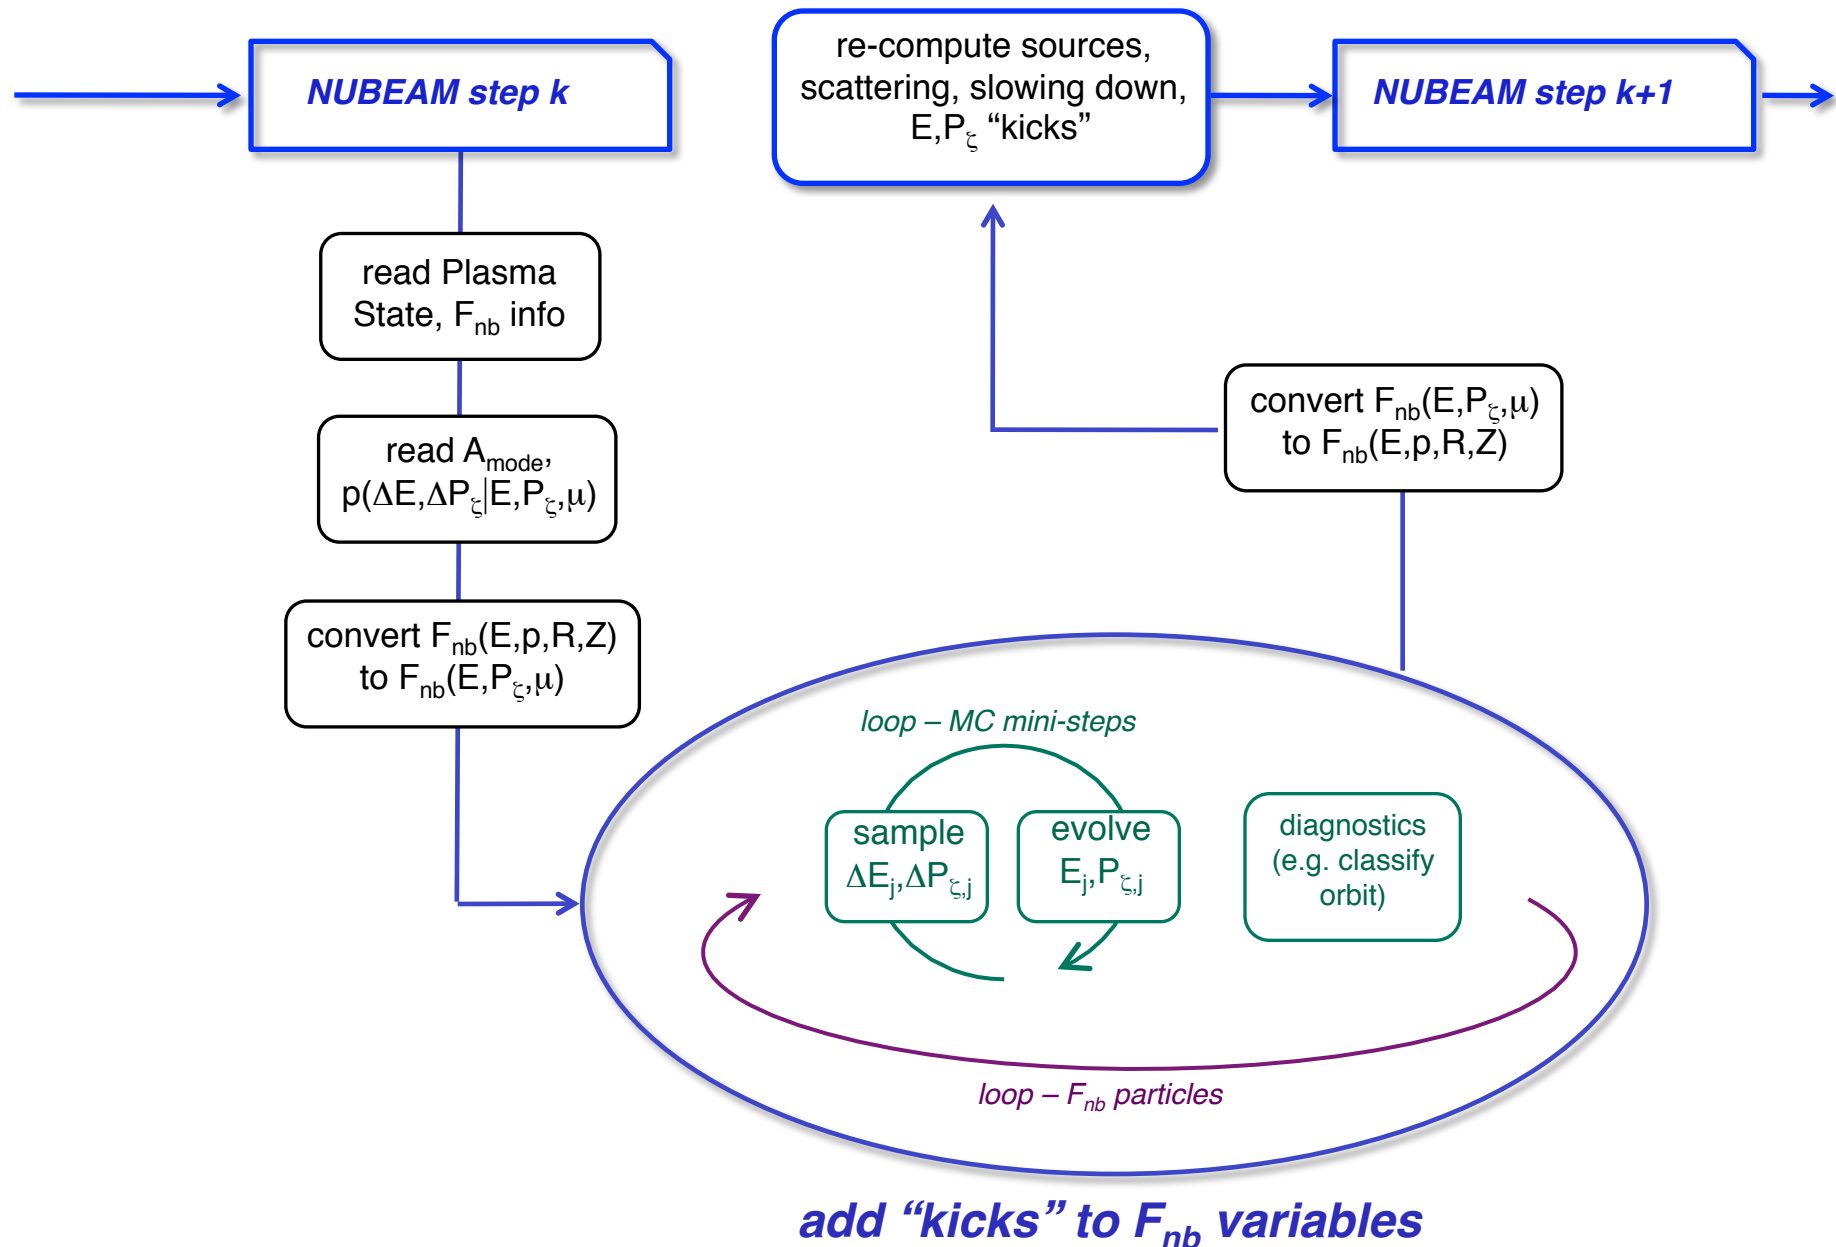 NUBEAM step k
re-compute sources,
scattering, slowing down,
E,Pζ “kicks”
NUBEAM step k+1
read Plasma
State, Fnb info
read Amode,
p(ΔE,ΔPζ|E,Pζ,μ)
convert Fnb(E,p,R,Z)
to Fnb(E,Pζ,μ)
convert Fnb(E,Pζ,μ)
to Fnb(E,p,R,Z)
loop – MC mini-steps
sample
ΔEj,ΔPζ,j
evolve
Ej,Pζ,j
diagnostics
(e.g. classify
orbit)
loop – Fnb particles
add “kicks” to Fnb variables